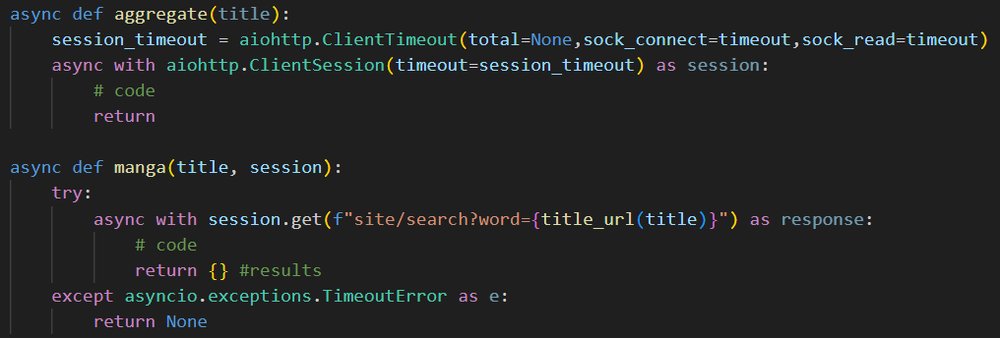 async def aggregate(title):
    session_timeout = aiohttp.ClientTimeout(total=None,sock_connect=timeout,sock_read=timeout)
    async with aiohttp.ClientSession(timeout=session_timeout) as session:
        # code
        return
async def manga(title, session):
    try:
        async with session.get(f"site/search?word={title_url(title)}") as response:
            # code
            return {} #results
    except asyncio.exceptions.TimeoutError as e:
        return None